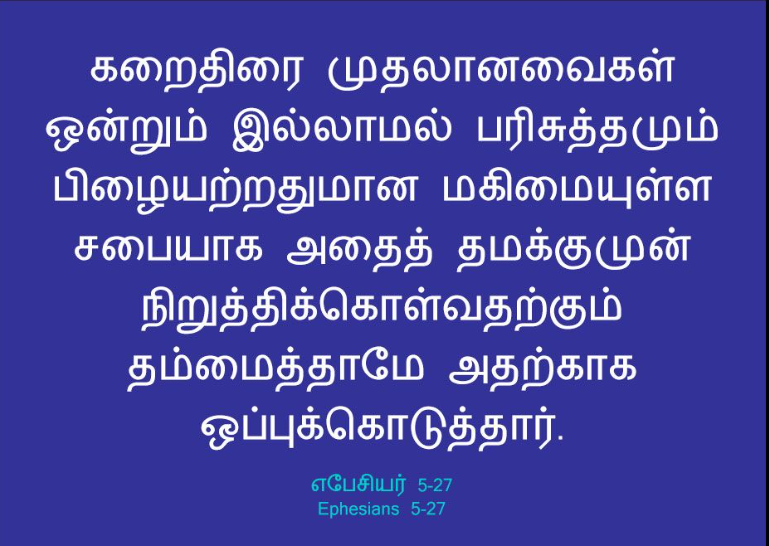 கறைதிரை முதலானவைகள்
ஒன்றும் இல்லாமல் பரிசுத்தமும்
பிழையற்றதுமான மகிமையுள்ள
சபையாக அதைத் தமக்குமுன்
நிறுத்திக்கொள்வதற்கும்
தம்மைத்தாமே அதற்காக
ஒப்புக்கொடுத்தார்.
எபேசியர் 5-27
Ephesians 5-27